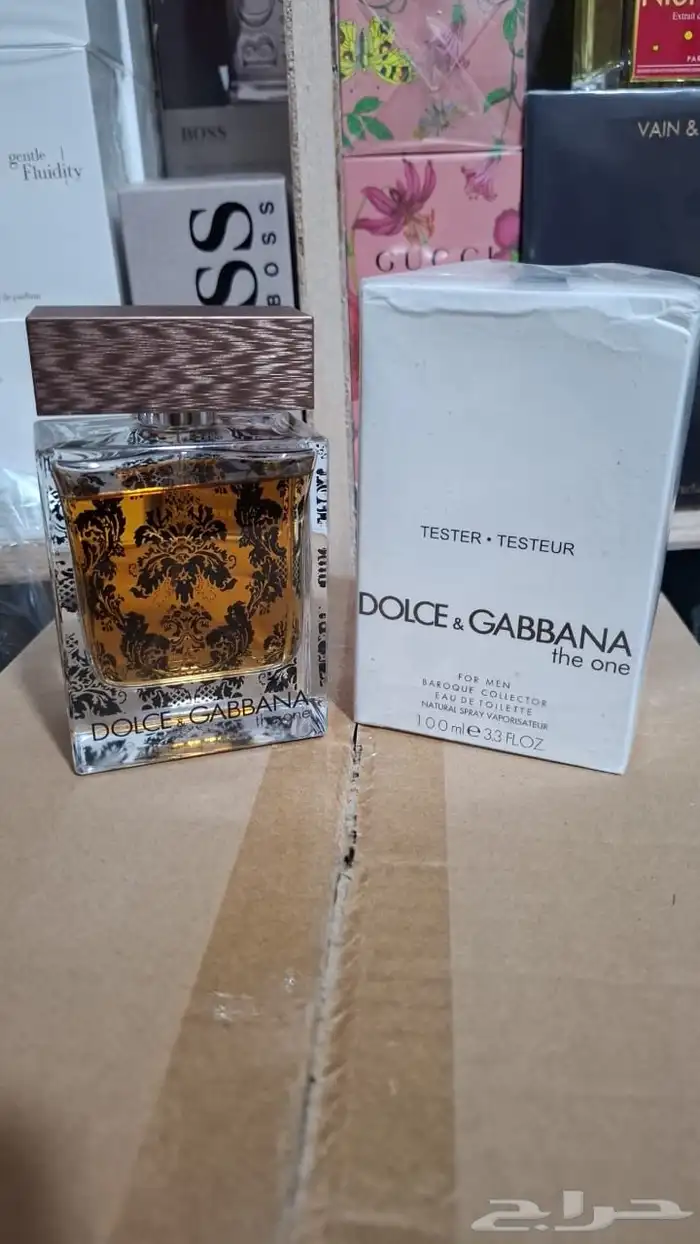 gentle
Fluidity
BOSS
BOSS
GUCCI
Extrait
VAIN &
TESTER • TESTEUR
DOLCE & GABBANA
the one
FOR MEN
BAROQUE COLLECTOR
EAU DE TOILETTE
NATURAL SPRAY VAPORISATEUR
100 ml e 3.3 FL.OZ
DOLCE & GABBANA
the one
حراج